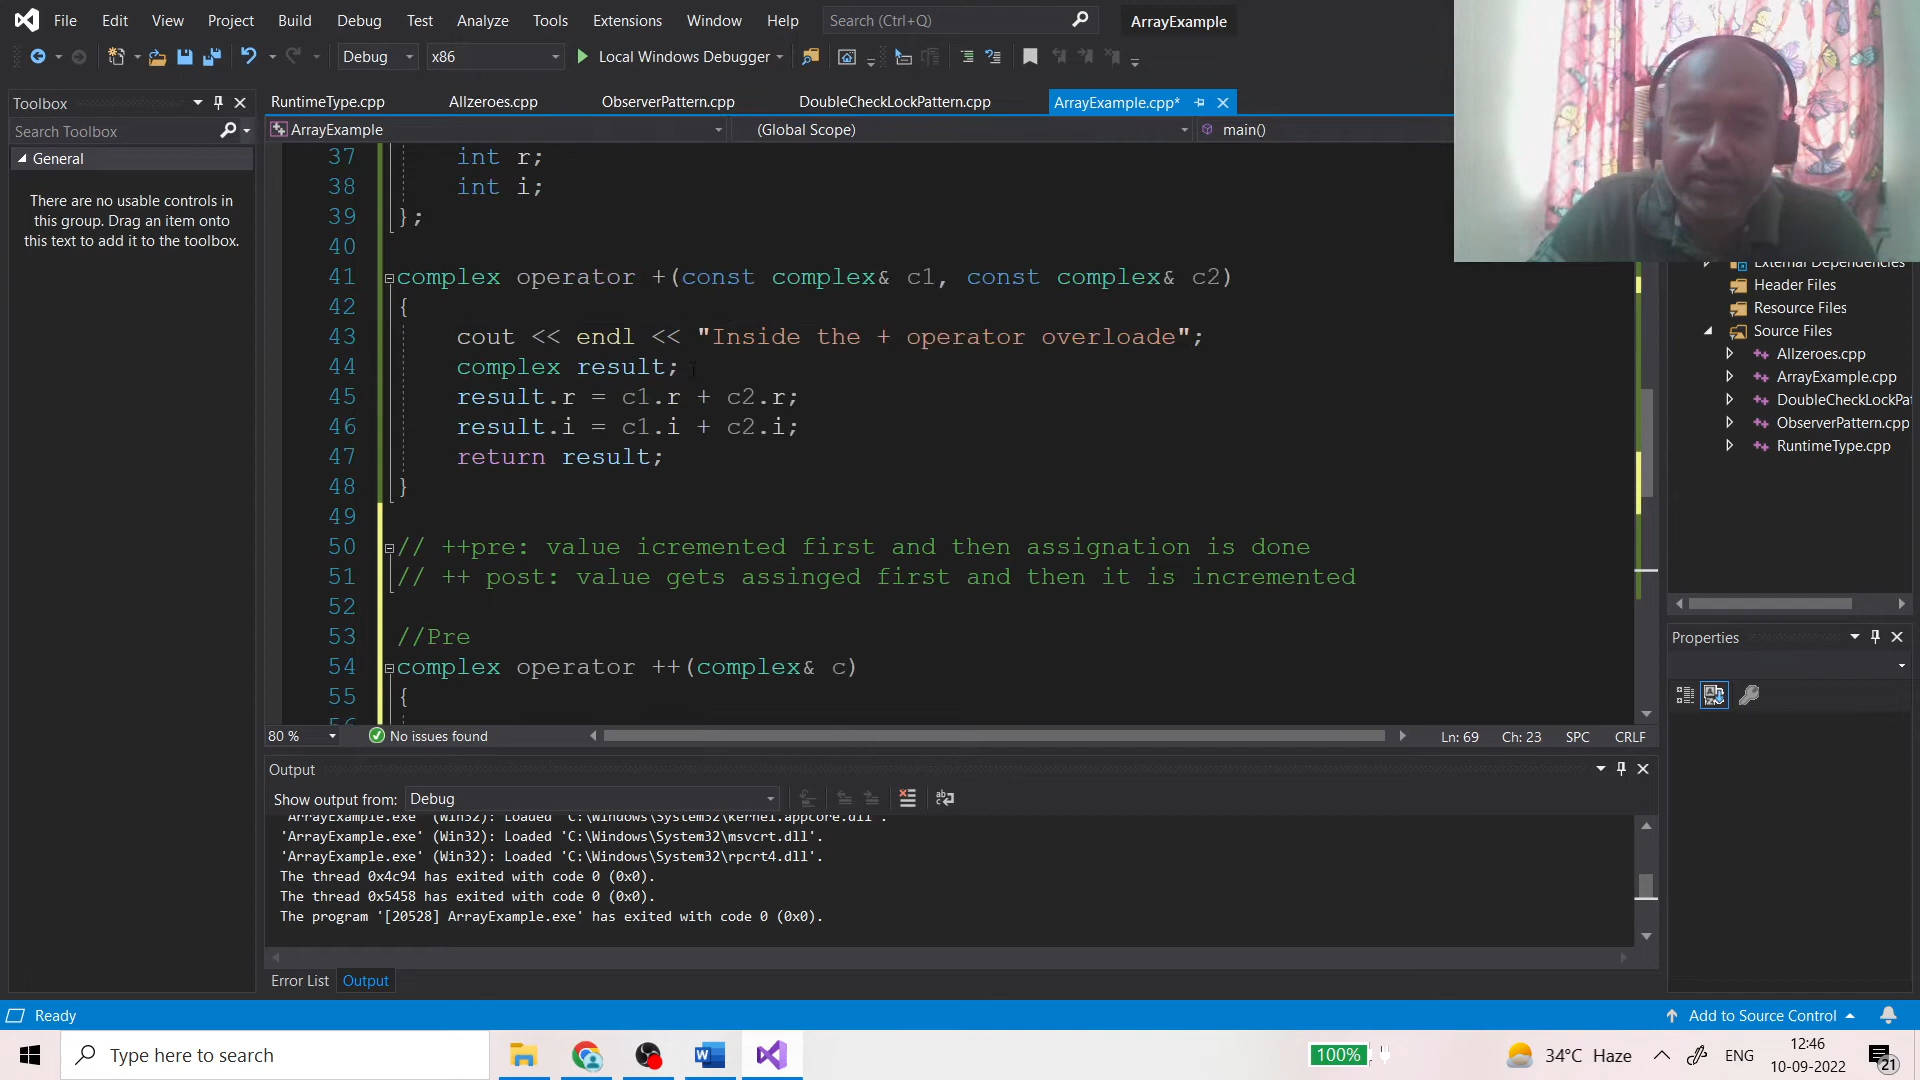 File Edit View Project Build Debug Test Analyze Tools Extensions Window Help Search (Ctrl+Q) ArrayExample
Debug x86 Local Windows Debugger
Toolbox
Search Toolbox
General
There are no usable controls in
this group. Drag an item onto
this text to add it to the toolbox.
RuntimeType.cpp Allzeroes.cpp ObserverPattern.cpp DoubleCheckLockPattern.cpp ArrayExample.cpp*
ArrayExample (Global Scope) main()
37 int r;
38 int i;
39 };
40
41 complex operator +(const complex& c1, const complex& c2)
42 {
43 cout << endl << "Inside the + operator overloade";
44 complex result;
45 result.r = c1.r + c2.r;
46 result.i = c1.i + c2.i;
47 return result;
48 }
49
50 // ++pre: value icremented first and then assignation is done
51 // ++ post: value gets assinged first and then it is incremented
52
53 //Pre
54 complex operator ++(complex& c)
55 {
80 % No issues found Ln: 69 Ch: 23 SPC CRLF
Output
Show output from: Debug
'ArrayExample.exe' (Win32): Loaded 'C:\Windows\System32\kernel.appcore.dll'.
'ArrayExample.exe' (Win32): Loaded 'C:\Windows\System32\msvcrt.dll'.
'ArrayExample.exe' (Win32): Loaded 'C:\Windows\System32\rpcrt4.dll'.
The thread 0x4c94 has exited with code 0 (0x0).
The thread 0x5458 has exited with code 0 (0x0).
The program '[20528] ArrayExample.exe' has exited with code 0 (0x0).
Error List Output
External Dependencies
Header Files
Resource Files
Source Files
Allzeroes.cpp
ArrayExample.cpp
DoubleCheckLockPat
ObserverPattern.cpp
RuntimeType.cpp
Properties
Ready Add to Source Control
Type here to search 100% 34°C Haze ENG 12:46
10-09-2022
21